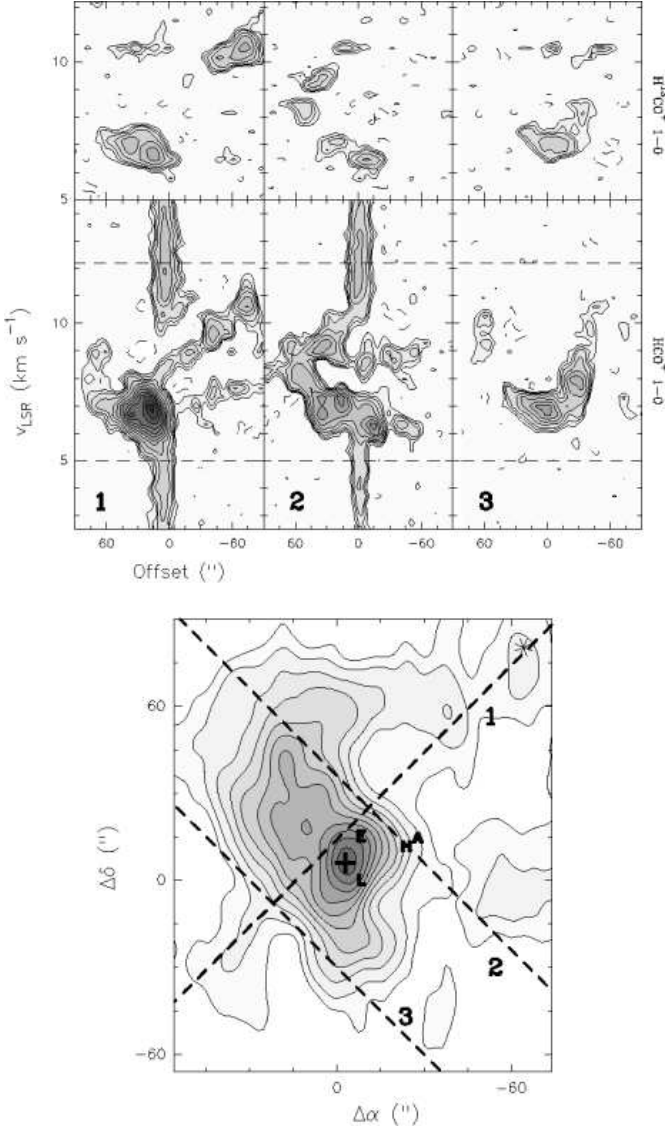 10
5
H¹³CO⁺ 1−0
10
5
v_LSR (km s⁻¹)
HCO⁺ 1−0
1
2
3
60 0 −60
60 0 −60
60 0 −60
Offset (")
60
0
−60
Δδ (")
1
E
H A
L
2
3
0 −60
Δα (")